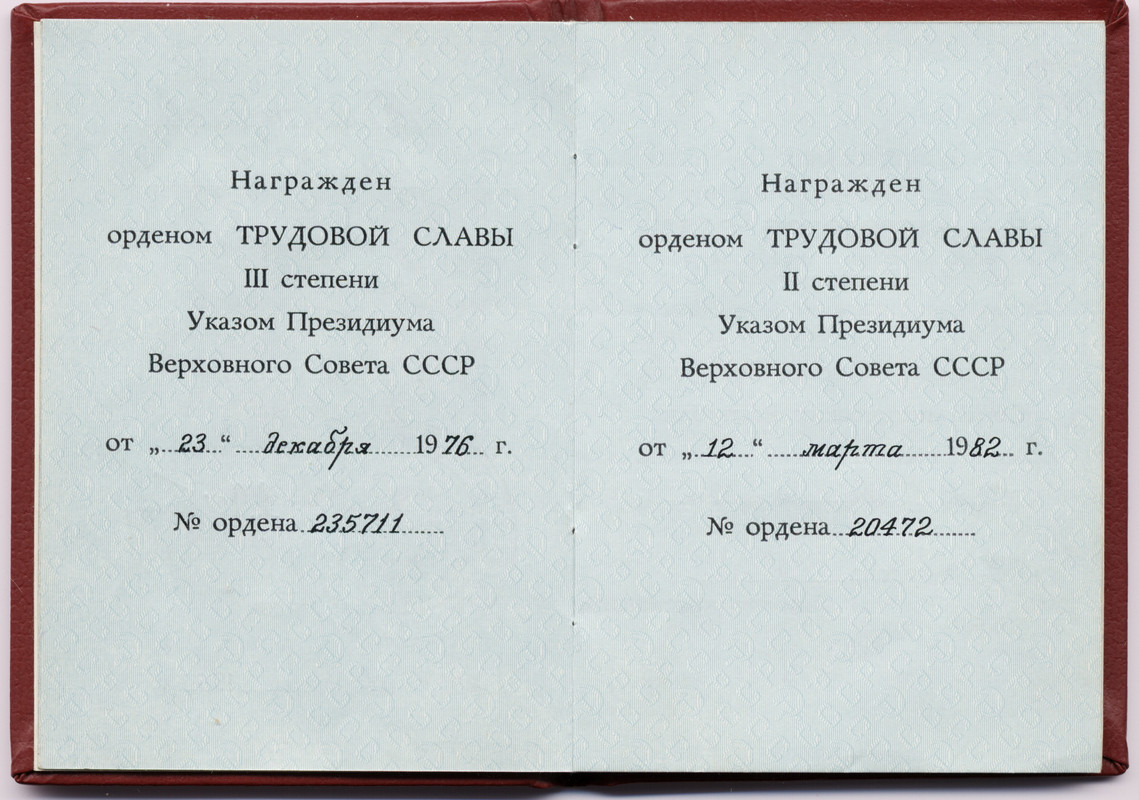 Награжден
орденом ТРУДОВОЙ СЛАВЫ
III степени
Указом Президиума
Верховного Совета СССР
от „ 23 “ декабря 1976 г.
№ ордена 235711
Награжден
орденом ТРУДОВОЙ СЛАВЫ
II степени
Указом Президиума
Верховного Совета СССР
от „ 12 “ марта 1982 г.
№ ордена 20472